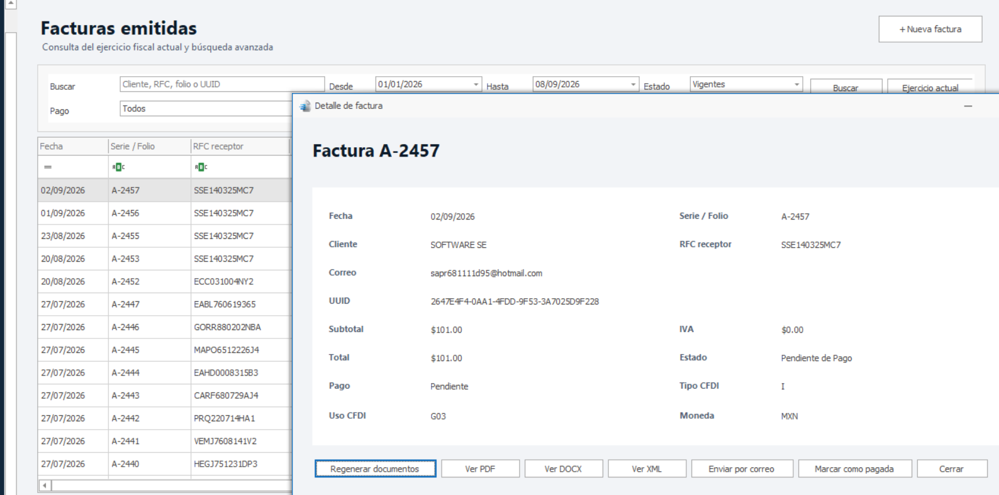 Facturas emitidas
+ Nueva factura
Consulta del ejercicio fiscal actual y búsqueda avanzada
Buscar Cliente, RFC, folio o UUID Desde 01/01/2026 Hasta 08/09/2026 Estado Vigentes Buscar Ejercicio actual
Pago Todos
Fecha Serie / Folio RFC receptor
= ABC ABC
02/09/2026 A-2457 SSE140325MC7
01/09/2026 A-2456 SSE140325MC7
23/08/2026 A-2455 SSE140325MC7
20/08/2026 A-2453 SSE140325MC7
20/08/2026 A-2452 ECC031004NY2
27/07/2026 A-2447 EABL760619365
27/07/2026 A-2446 GORR880202NBA
27/07/2026 A-2445 MAPO6512226J4
27/07/2026 A-2444 EAHD0008315B3
27/07/2026 A-2443 CARF680729AJ4
27/07/2026 A-2442 PRQ220714HA1
27/07/2026 A-2441 VEMJ7608141V2
27/07/2026 A-2440 HEGJ751231DP3
Detalle de factura
Factura A-2457
Fecha 02/09/2026 Serie / Folio A-2457
Cliente SOFTWARE SE RFC receptor SSE140325MC7
Correo sapr681111d95@hotmail.com
UUID 2647E4F4-0AA1-4FDD-9F53-3A7025D9F228
Subtotal $101.00 IVA $0.00
Total $101.00 Estado Pendiente de Pago
Pago Pendiente Tipo CFDI I
Uso CFDI G03 Moneda MXN
Regenerar documentos Ver PDF Ver DOCX Ver XML Enviar por correo Marcar como pagada Cerrar